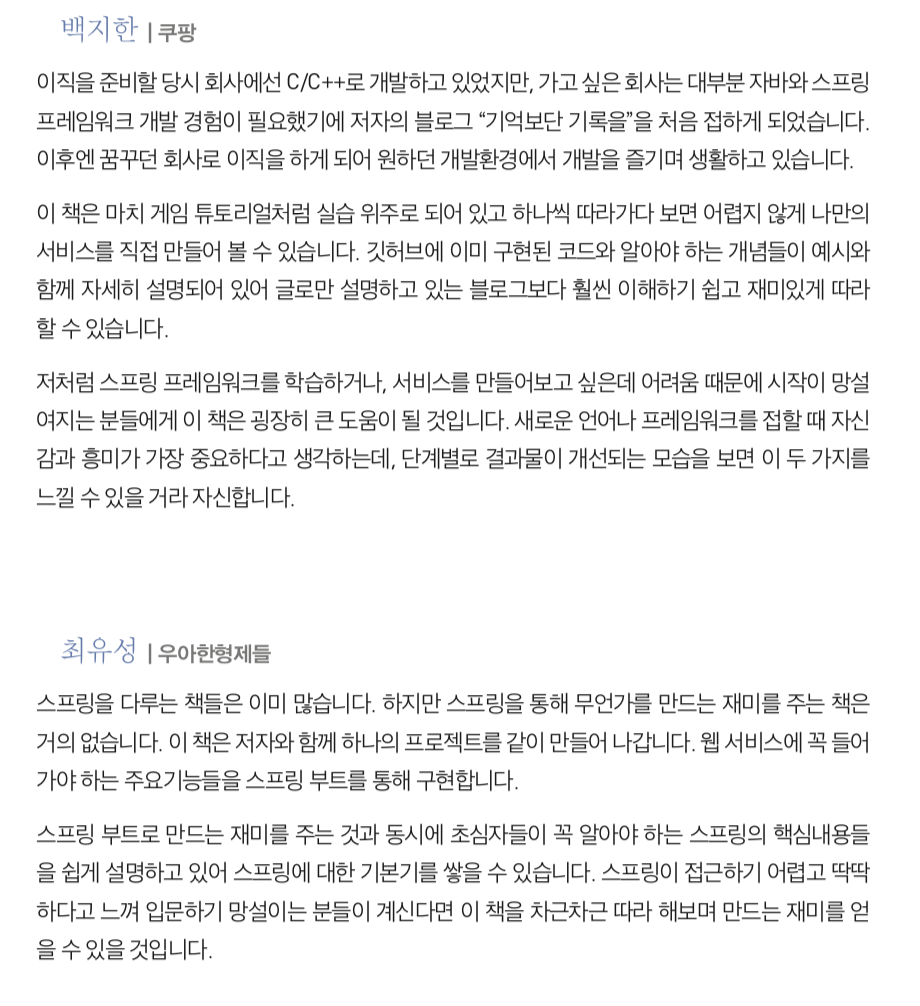 백지한 | 쿠팡
이직을 준비할 당시 회사에선 C/C++로 개발하고 있었지만, 가고 싶은 회사는 대부분 자바와 스프링
프레임워크 개발 경험이 필요했기에 저자의 블로그 “기억보단 기록을”을 처음 접하게 되었습니다.
이후엔 꿈꾸던 회사로 이직을 하게 되어 원하던 개발환경에서 개발을 즐기며 생활하고 있습니다.
이 책은 마치 게임 튜토리얼처럼 실습 위주로 되어 있고 하나씩 따라가다 보면 어렵지 않게 나만의
서비스를 직접 만들어 볼 수 있습니다. 깃허브에 이미 구현된 코드와 알아야 하는 개념들이 예시와
함께 자세히 설명되어 있어 글로만 설명하고 있는 블로그보다 훨씬 이해하기 쉽고 재미있게 따라
할 수 있습니다.
저처럼 스프링 프레임워크를 학습하거나, 서비스를 만들어보고 싶은데 어려움 때문에 시작이 망설
여지는 분들에게 이 책은 굉장히 큰 도움이 될 것입니다. 새로운 언어나 프레임워크를 접할 때 자신
감과 흥미가 가장 중요하다고 생각하는데, 단계별로 결과물이 개선되는 모습을 보면 이 두 가지를
느낄 수 있을 거라 자신합니다.
최유성 | 우아한형제들
스프링을 다루는 책들은 이미 많습니다. 하지만 스프링을 통해 무언가를 만드는 재미를 주는 책은
거의 없습니다. 이 책은 저자와 함께 하나의 프로젝트를 같이 만들어 나갑니다. 웹 서비스에 꼭 들어
가야 하는 주요기능들을 스프링 부트를 통해 구현합니다.
스프링 부트로 만드는 재미를 주는 것과 동시에 초심자들이 꼭 알아야 하는 스프링의 핵심내용들
을 쉽게 설명하고 있어 스프링에 대한 기본기를 쌓을 수 있습니다. 스프링이 접근하기 어렵고 딱딱
하다고 느껴 입문하기 망설이는 분들이 계신다면 이 책을 차근차근 따라 해보며 만드는 재미를 얻
을 수 있을 것입니다.